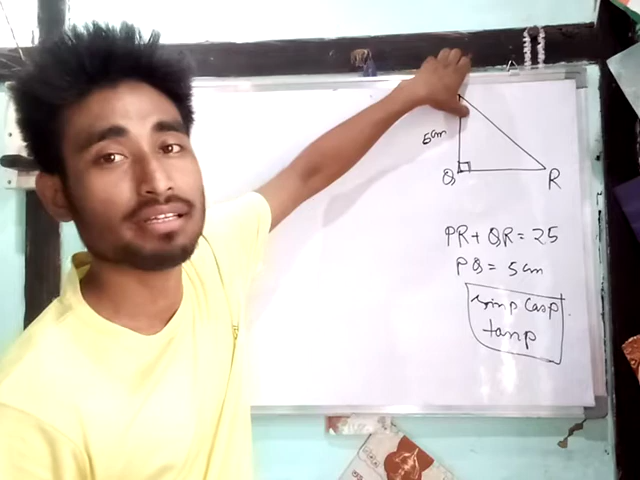 5cm
Q R
PR+ QR = 25
PQ = 5cm
sinp Cosp
tanp